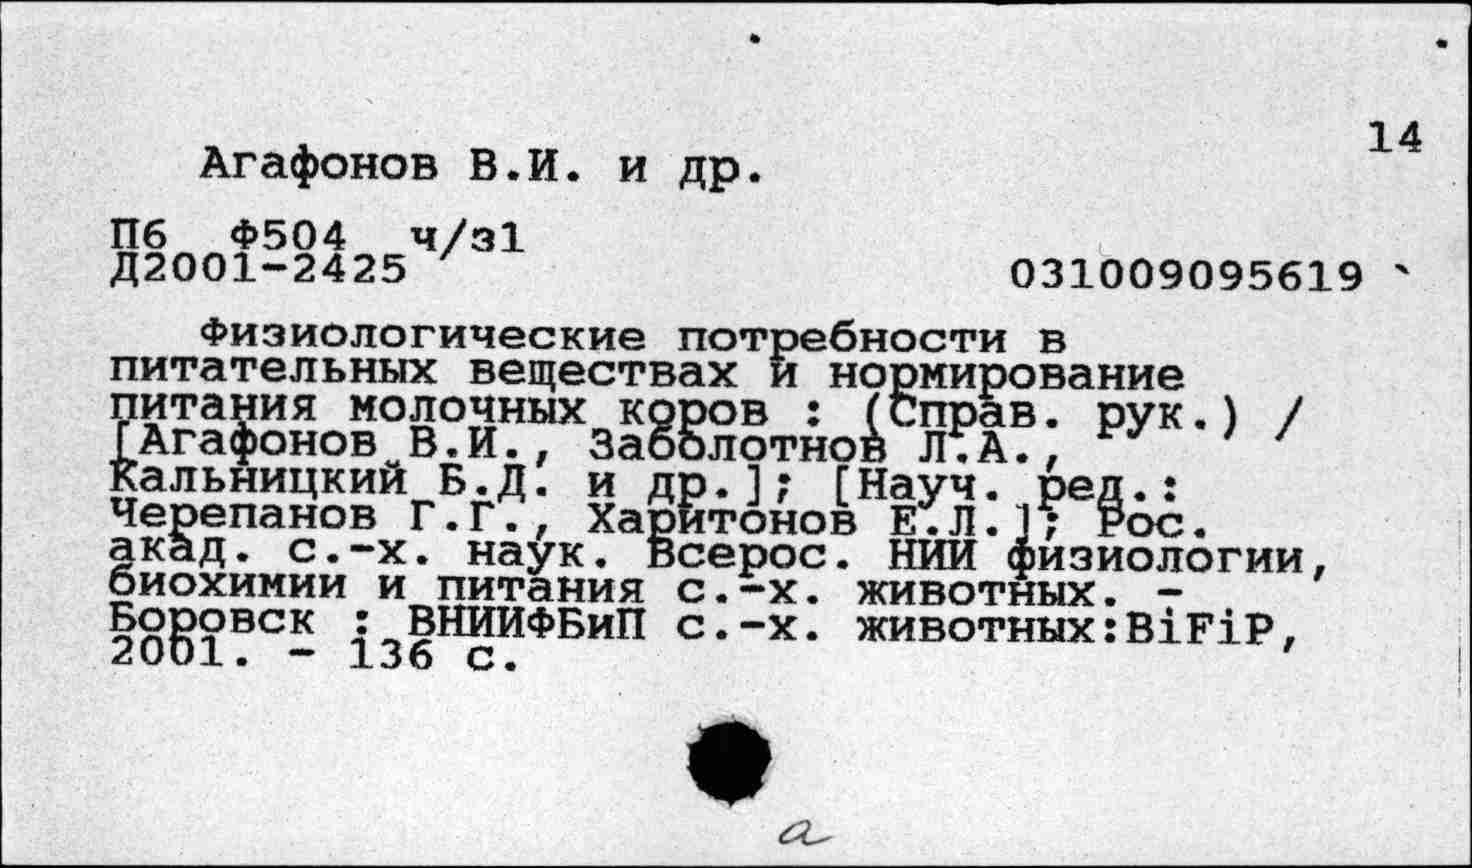 14
Агафонов В.И. и др.
П6 Ф504 ч/з1
Д2001-2425
031009095619
Физиологические потребности в
питательных веществах и нормирование
питания молочных коров : (Справ. рук.) /
[Агафонов В.И., Заболотнов Л.А.,
Кальницкий Б.Д. и др.]; [Науч. ред.:
Черепанов Г.Г., Харитонов Е.Л.]; Рос.
акад. с.-х. наук. Всерос. НИИ физиологии,
биохимии и питания с.-х. животных. -
Боровск : ВНИИФБиП с.-х. животных:BiFiP,
2001. - 136 с.
а